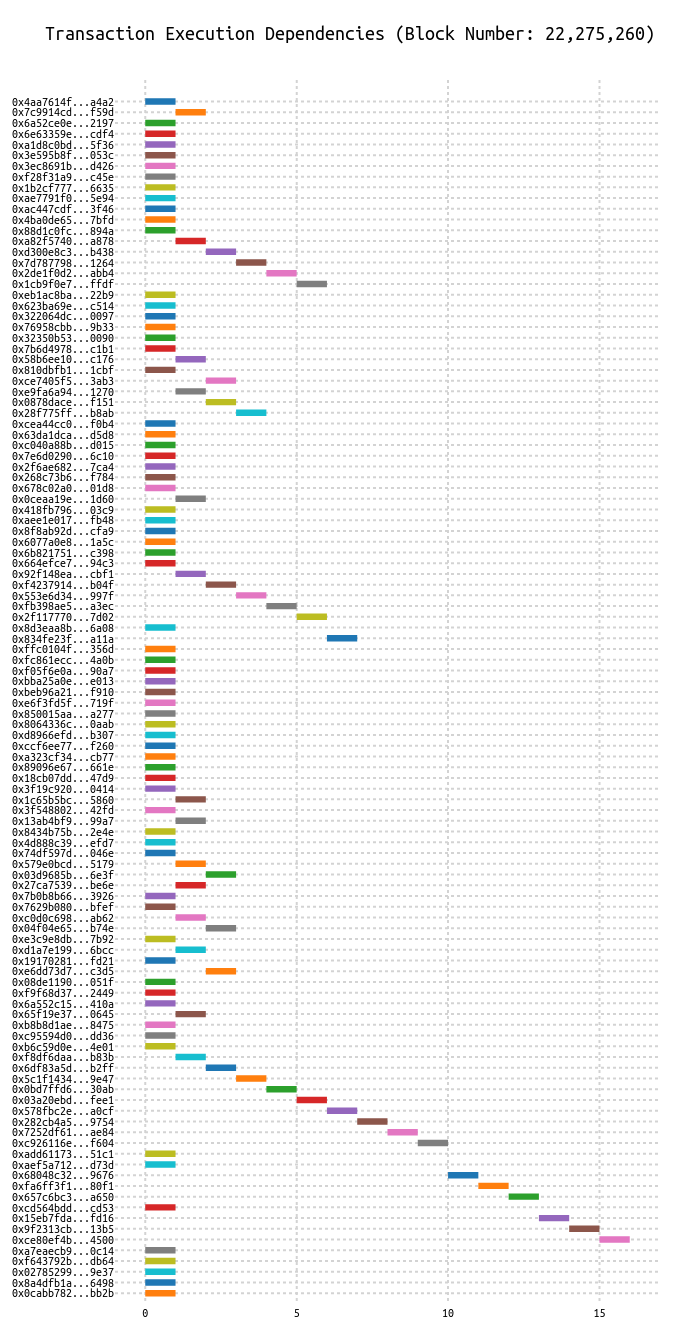 Transaction Execution Dependencies (Block Number: 22,275,260)
0x4aa7614f...a4a2
0x7c9914cd...f59d
0x6a52ce0e...2197
0x6e63359e...cdf4
0xa1d8c0bd...5f36
0x3e595b8f...053c
0x3ec8691b...d426
0xf28f31a9...c45e
0x1b2cf777...6635
0xae7791f0...5e94
0xac447cdf...3f46
0x4ba0de65...7bfd
0x88d1c0fc...894a
0xa82f5740...a878
0xd300e8c3...b438
0x7d787798...1264
0x2de1f0d2...abb4
0x1cb9f0e7...ffdf
0xeb1ac8ba...22b9
0x623ba69e...c514
0x322064dc...0097
0x76958cbb...9b33
0x32350b53...0090
0x7b6d4978...c1b1
0x58b6ee10...c176
0x810dbfb1...1cbf
0xce7405f5...3ab3
0xe9fa6a94...1270
0x0878dace...f151
0x28f775ff...b8ab
0xcea44cc0...f0b4
0x63da1dca...d5d8
0xc040a88b...d015
0x7e6d0290...6c10
0x2f6ae682...7ca4
0x268c73b6...f784
0x678c02a0...01d8
0x0ceaa19e...1d60
0x418fb796...03c9
0xaee1e017...fb48
0x8f8ab92d...cfa9
0x6077a0e8...1a5c
0x6b821751...c398
0x664efce7...94c3
0x92f148ea...cbf1
0xf4237914...b04f
0x553e6d34...997f
0xfb398ae5...a3ec
0x2f117770...7d02
0x8d3eaa8b...6a08
0x834fe23f...a11a
0xffc0104f...356d
0xfc861ecc...4a0b
0xf05f6e0a...90a7
0xbba25a0e...e013
0xbeb96a21...f910
0xe6f3fd5f...719f
0x850015aa...a277
0x8064336c...0aab
0xd8966efd...b307
0xccf6ee77...f260
0xa323cf34...cb77
0x89096e67...661e
0x18cb07dd...47d9
0x3f19c920...0414
0x1c65b5bc...5860
0x3f548802...42fd
0x13ab4bf9...99a7
0x8434b75b...2e4e
0x4d888c39...efd7
0x74df597d...046e
0x579e0bcd...5179
0x03d9685b...6e3f
0x27ca7539...be6e
0x7b0b8b66...3926
0x7629b080...bfef
0xc0d0c698...ab62
0x04f04e65...b74e
0xe3c9e8db...7b92
0xd1a7e199...6bcc
0x19170281...fd21
0xe6dd73d7...c3d5
0x08de1190...051f
0xf9f68d37...2449
0x6a552c15...410a
0x65f19e37...0645
0xb8b8d1ae...8475
0xc95594d0...dd36
0xb6c59d0e...4e01
0xf8df6daa...b83b
0x6df83a5d...b2ff
0x5c1f1434...9e47
0x0bd7ffd6...30ab
0x03a20ebd...fee1
0x578fbc2e...a0cf
0x282cb4a5...9754
0x7252df61...ae84
0xc926116e...f604
0xadd61173...51c1
0xaef5a712...d73d
0x68048c32...9676
0xfa6ff3f1...80f1
0x657c6bc3...a650
0xcd564bdd...cd53
0x15eb7fda...fd16
0x9f2313cb...13b5
0xce80ef4b...4500
0xa7eaecb9...0c14
0xf643792b...db64
0x02785295...9e37
0x8a4dfb1a...6498
0x0cabb782...bb2b
0 5 10 15